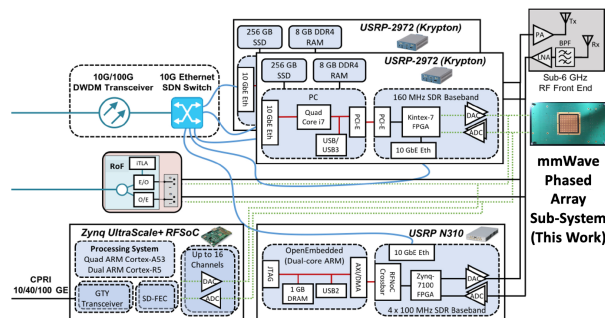 USRP-2972 (Krypton)
256 GB
SSD
8 GB DDR4
RAM
10 GbE Eth
USRP-2972 (Krypton)
256 GB
SSD
8 GB DDR4
RAM
10 GbE Eth
PC
Quad
Core i7
USB/
USB3
PCI-E
PCI-E
160 MHz SDR Baseband
Kintex-7
FPGA
DAC
ADC
10 GbE Eth
Tx
PA
BPF
Rx
LNA
Sub-6 GHz
RF Front End
mmWave
Phased
Array
Sub-System
(This Work)
10G/100G
DWDM Transceiver
10G Ethernet
SDN Switch
RoF
iTLA
E/O
O/E
Zynq UltraScale+ RFSoC
Processing System
Quad ARM Cortex-A53
Dual ARM Cortex-R5
Up to 16
Channels
GTY
Transceiver
SD-FEC
DAC
ADC
CPRI
10/40/100 GE
USRP N310
10 GbE Eth
OpenEmbedded
(Dual-core ARM)
JTAG
1 GB
DRAM
USB2
AXI/DMA
RFNoC
Crossbar
Zynq-
7100
FPGA
DAC
ADC
4 x 100 MHz SDR Baseband